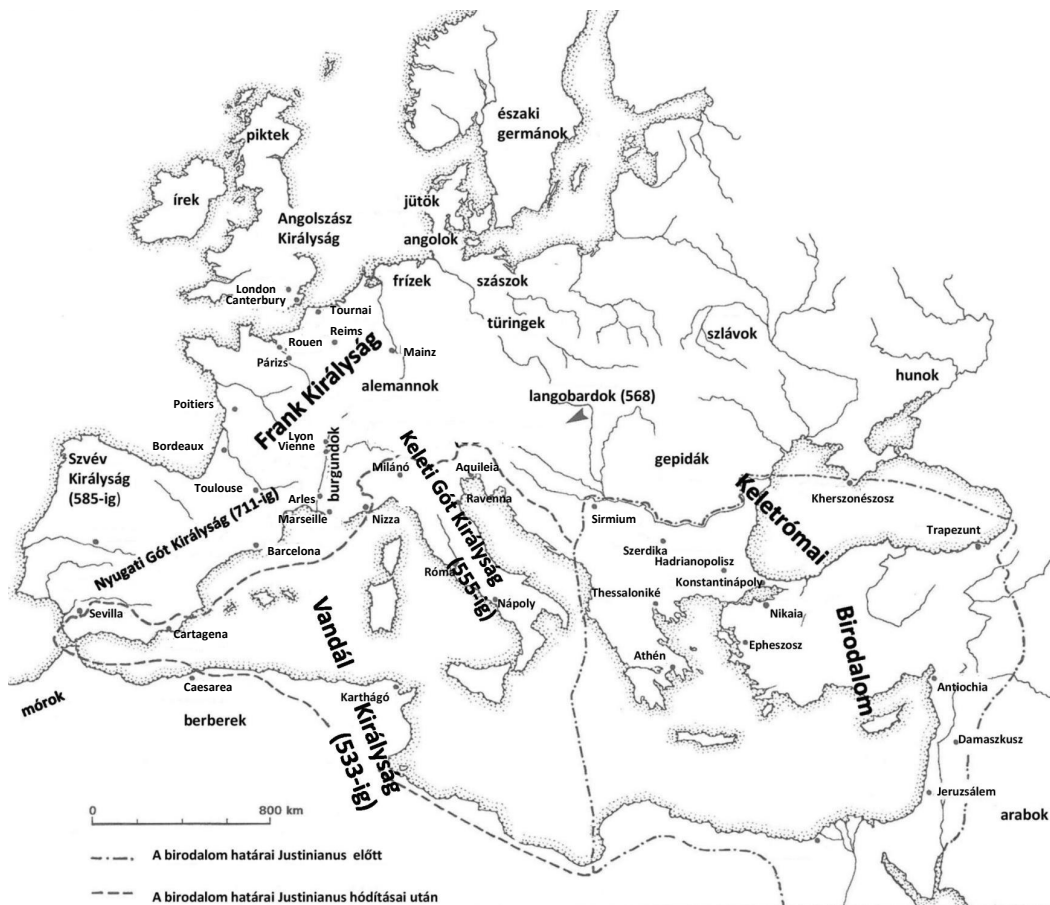 északi
germánok
piktek
írek
jütök
Angolszász
Királyság
angolok
frízek
szászok
London
Canterbury
Tournai
türingek
Reims
Rouen
szlávok
Mainz
Párizs
Frank Királyság
alemannok
hunok
langobardok (568)
Poitiers
Lyon
Vienne
burgundok
Bordeaux
Szvév
Királyság
(585-ig)
Milánó
Keleti Gót Királyság
(555-ig)
Aquileia
gepidák
Toulouse
Arles
Marseille
Nizza
Ravenna
Sirmium
Kherszonészosz
Keletrómai
Birodalom
Trapezunt
Nyugati Gót Királyság (711-ig)
Barcelona
Szerdika
Hadrianopolisz
Konstantinápoly
Róma
Thessaloniké
Nápoly
Nikaia
Sevilla
Cartagena
Vandál
Királyság
(533-ig)
Epheszosz
Athén
Caesarea
Karthágó
Antiochia
mórok
berberek
Damaszkusz
Jeruzsálem
arabok
0
800 km
A birodalom határai Justinianus előtt
A birodalom határai Justinianus hódításai után